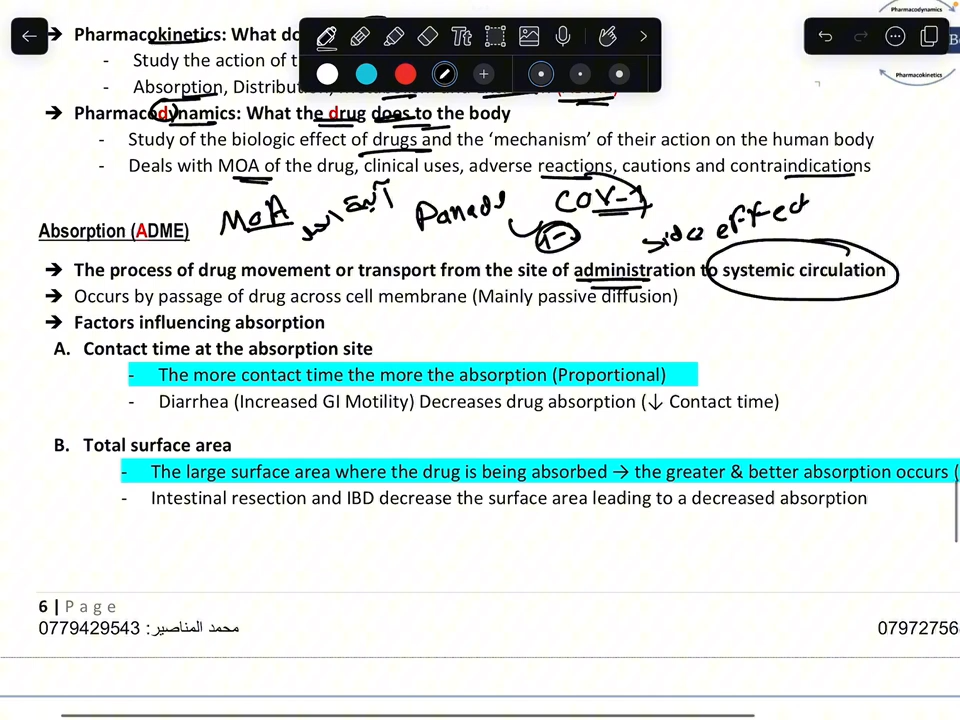 Pharmacodynamics
→ Pharmacokinetics: What do
- Study the action of t
- Absorption, Distribut
Pharmacokinetics
→ Pharmacodynamics: What the drug does to the body
- Study of the biologic effect of drugs and the ‘mechanism’ of their action on the human body
- Deals with MOA of the drug, clinical uses, adverse reactions, cautions and contraindications
MOA Panadol COX-1 side effect
Absorption (ADME)
→ The process of drug movement or transport from the site of administration to systemic circulation
→ Occurs by passage of drug across cell membrane (Mainly passive diffusion)
→ Factors influencing absorption
A. Contact time at the absorption site
- The more contact time the more the absorption (Proportional)
- Diarrhea (Increased GI Motility) Decreases drug absorption (↓ Contact time)
B. Total surface area
- The large surface area where the drug is being absorbed → the greater & better absorption occurs (
- Intestinal resection and IBD decrease the surface area leading to a decreased absorption
6 | Page
محمد المناصير: 0779429543
07972756